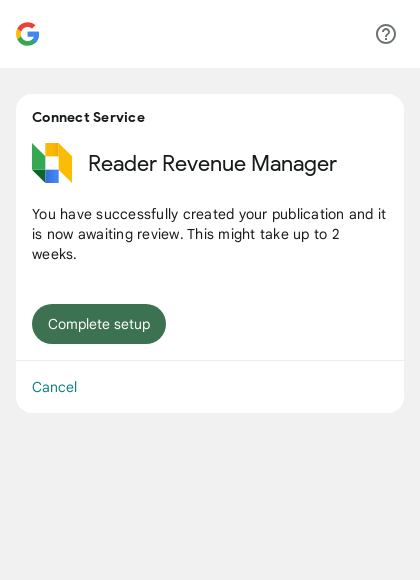 Connect Service
Reader Revenue Manager
You have successfully created your publication and it
is now awaiting review. This might take up to 2
weeks.
Complete setup
Cancel